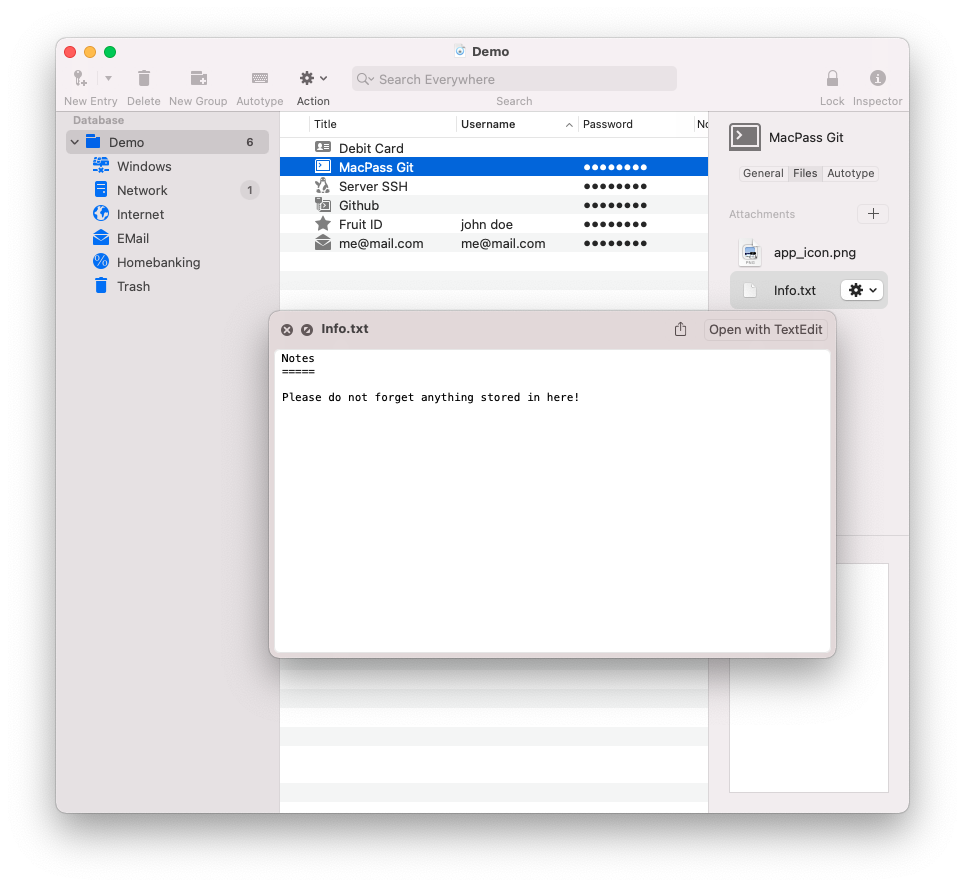 Demo
New Entry Delete New Group Autotype Action Search Everywhere Search Lock Inspector
Database
Demo 6
Windows
Network 1
Internet
EMail
Homebanking
Trash
Title Username Password No
Debit Card
MacPass Git ●●●●●●●●
Server SSH ●●●●●●●●
Github ●●●●●●●●
Fruit ID john doe ●●●●●●●●
me@mail.com me@mail.com ●●●●●●●●
MacPass Git
General Files Autotype
Attachments
app_icon.png
Info.txt
Info.txt Open with TextEdit
Notes
=====
Please do not forget anything stored in here!